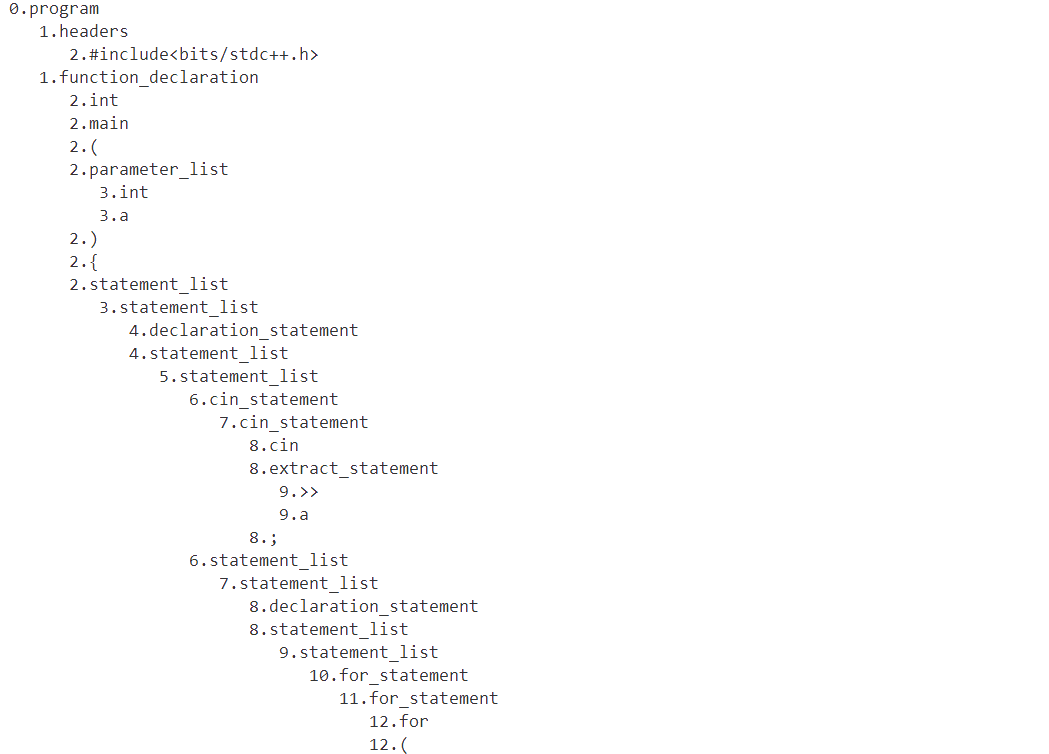 0.program
1.headers
2.#include<bits/stdc++.h>
1.function_declaration
2.int
2.main
2.(
2.parameter_list
3.int
3.a
2.)
2.{
2.statement_list
3.statement_list
4.declaration_statement
4.statement_list
5.statement_list
6.cin_statement
7.cin_statement
8.cin
8.extract_statement
9.>>
9.a
8.;
6.statement_list
7.statement_list
8.declaration_statement
8.statement_list
9.statement_list
10.for_statement
11.for_statement
12.for
12.(